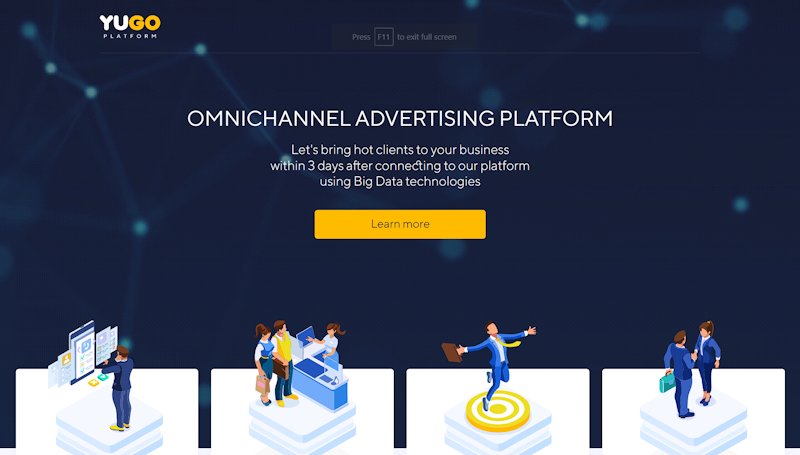 YUGO
PLATFORM
Press F11 to exit full screen
OMNICHANNEL ADVERTISING PLATFORM
Let's bring hot clients to your business
within 3 days after connecting to our platform
using Big Data technologies
Learn more